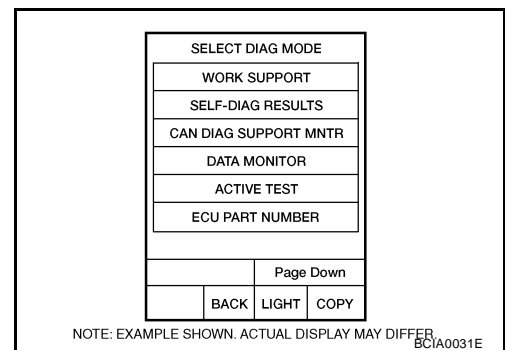 SELECT DIAG MODE
WORK SUPPORT
SELF-DIAG RESULTS
CAN DIAG SUPPORT MNTR
DATA MONITOR
ACTIVE TEST
ECU PART NUMBER
Page Down
BACK LIGHT COPY
NOTE: EXAMPLE SHOWN. ACTUAL DISPLAY MAY DIFFER.
BCIA0031E